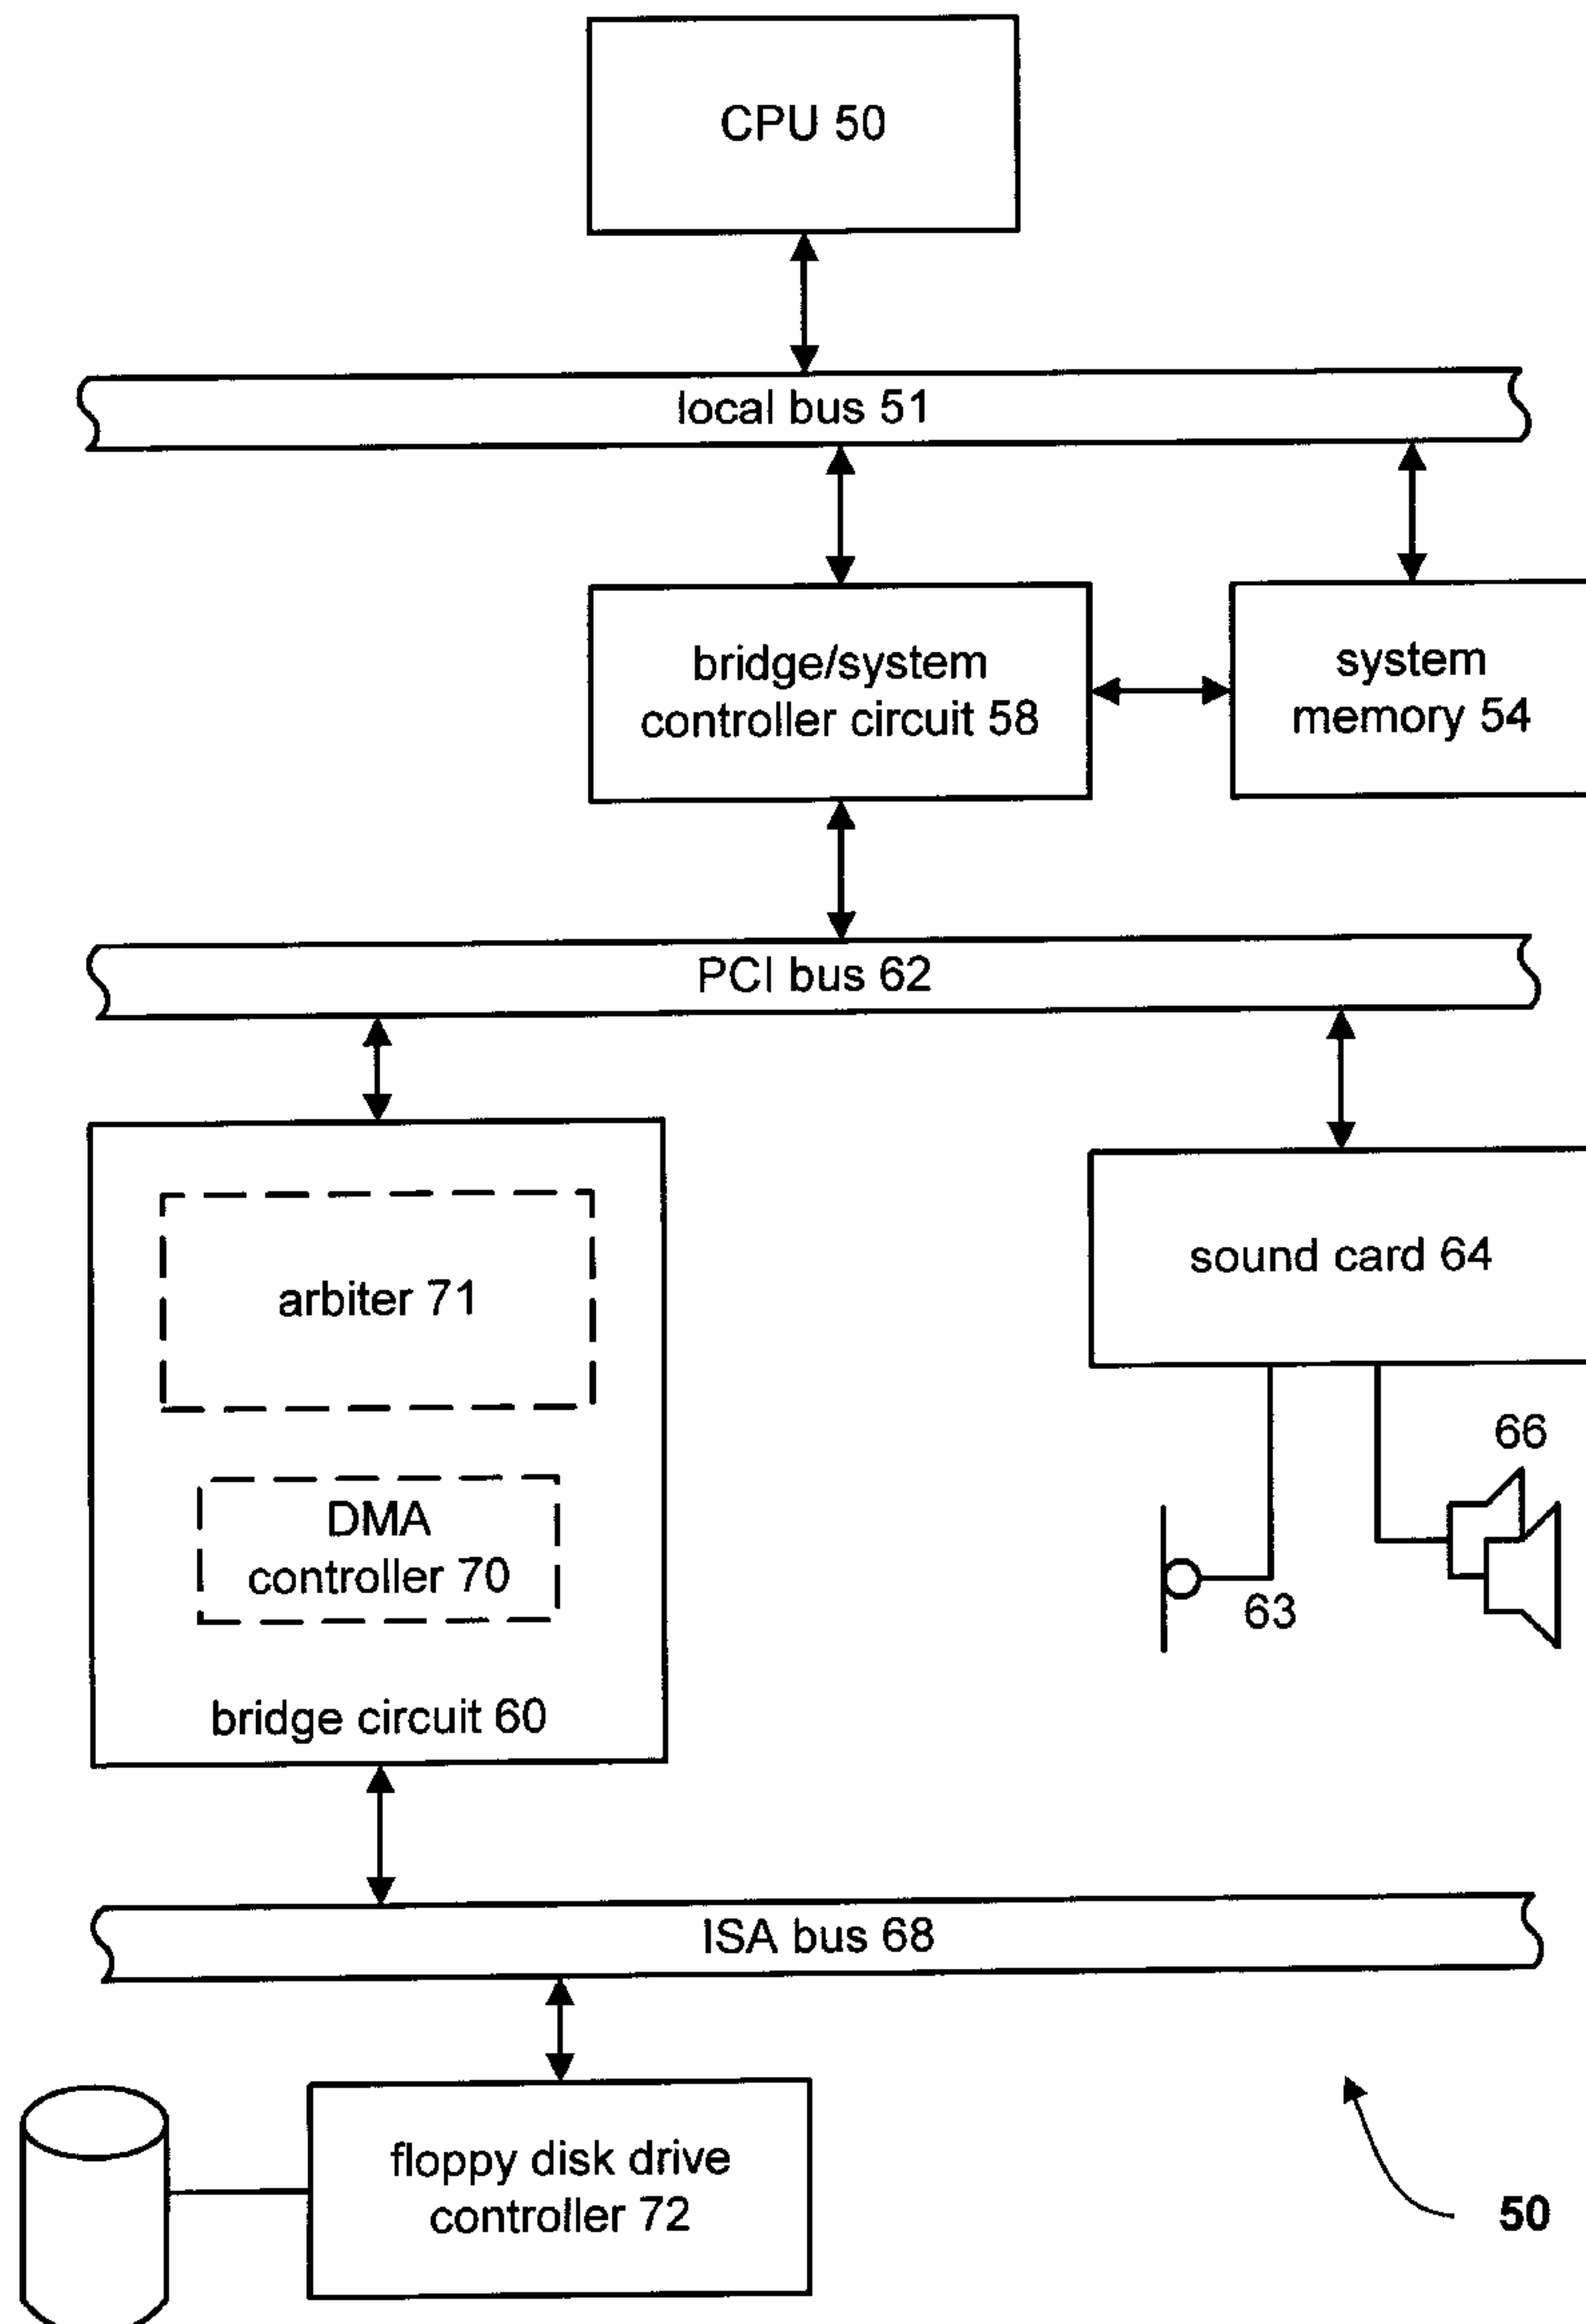 CPU 50
local bus 51
bridge/system
controller circuit 58
system
memory 54
PCI bus 62
arbiter 71
sound card 64
66
DMA
controller 70
63
bridge circuit 60
ISA bus 68
floppy disk drive
controller 72
50